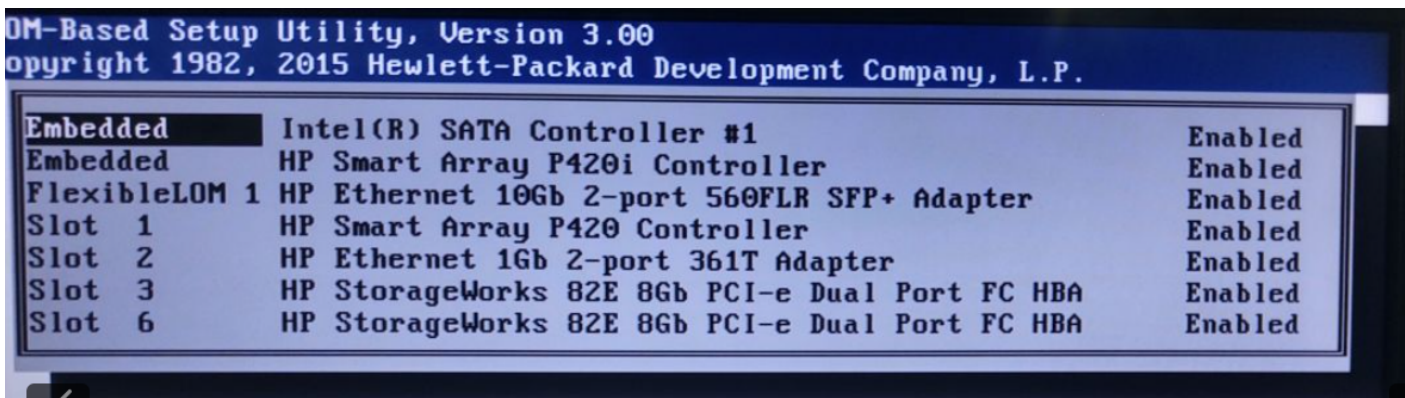 OM-Based Setup Utility, Version 3.00
opyright 1982, 2015 Hewlett-Packard Development Company, L.P.
Embedded Intel(R) SATA Controller #1 Enabled
Embedded HP Smart Array P420i Controller Enabled
FlexibleLOM 1 HP Ethernet 10Gb 2-port 560FLR SFP+ Adapter Enabled
Slot 1 HP Smart Array P420 Controller Enabled
Slot 2 HP Ethernet 1Gb 2-port 361T Adapter Enabled
Slot 3 HP StorageWorks 82E 8Gb PCI-e Dual Port FC HBA Enabled
Slot 6 HP StorageWorks 82E 8Gb PCI-e Dual Port FC HBA Enabled